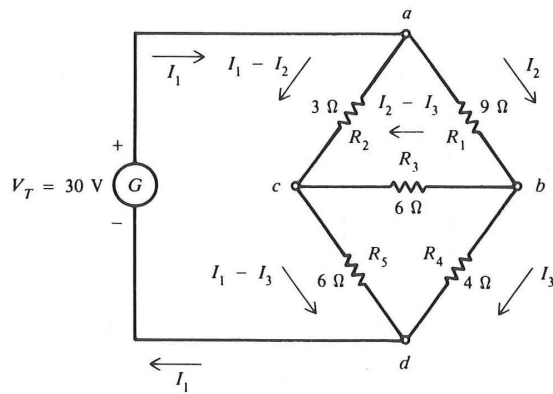 a
I₁
I₁ − I₂
I₂
3 Ω
I₂ − I₃
9 Ω
R₂
R₁
+
R₃
V_T = 30 V
G
c
b
−
6 Ω
R₅
R₄
I₁ − I₃
6 Ω
4 Ω
I₃
d
I₁